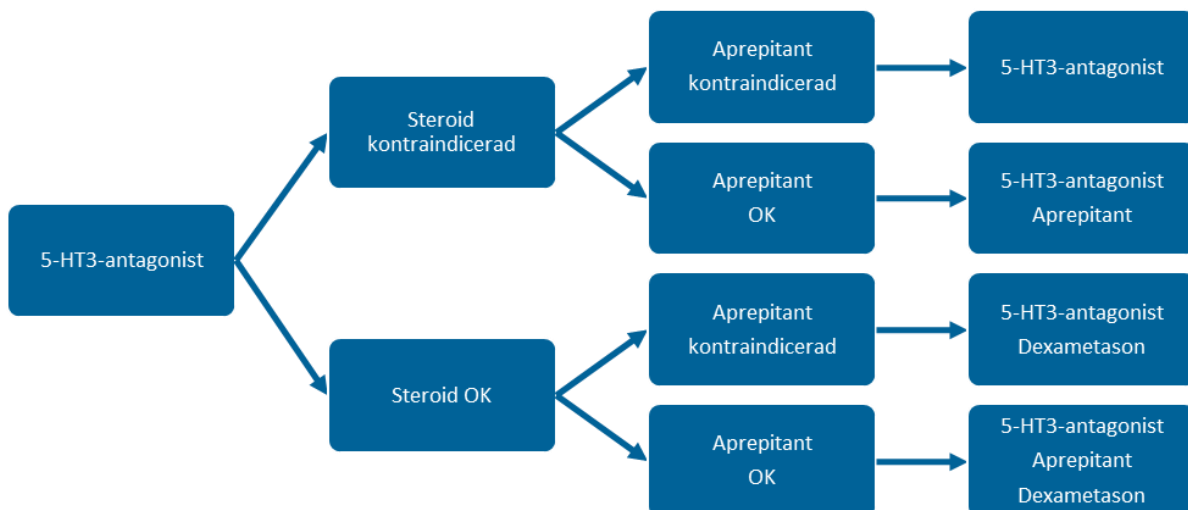 5-HT3-antagonist
Steroid
kontraindicerad
Steroid OK
Aprepitant
kontraindicerad
Aprepitant
OK
Aprepitant
kontraindicerad
Aprepitant
OK
5-HT3-antagonist
5-HT3-antagonist
Aprepitant
5-HT3-antagonist
Dexametason
5-HT3-antagonist
Aprepitant
Dexametason